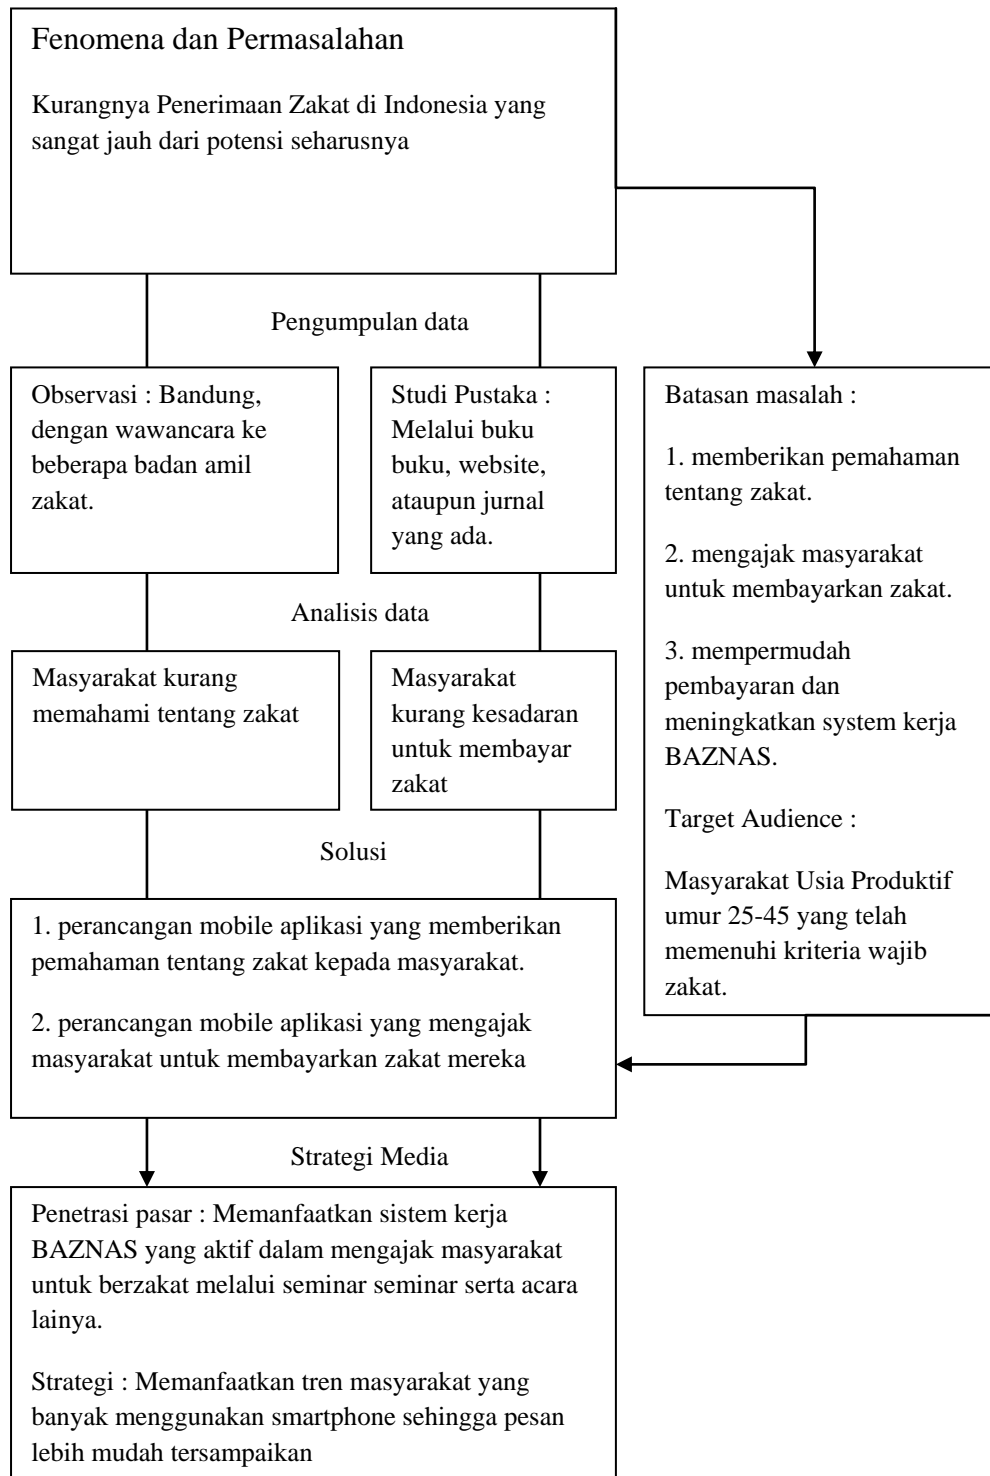 Fenomena dan Permasalahan
Kurangnya Penerimaan Zakat di Indonesia yang
sangat jauh dari potensi seharusnya
Pengumpulan data
Observasi : Bandung,
dengan wawancara ke
beberapa badan amil
zakat.
Studi Pustaka :
Melalui buku
buku, website,
ataupun jurnal
yang ada.
Batasan masalah :
1. memberikan pemahaman
tentang zakat.
2. mengajak masyarakat
untuk membayarkan zakat.
3. mempermudah
pembayaran dan
meningkatkan system kerja
BAZNAS.
Target Audience :
Masyarakat Usia Produktif
umur 25-45 yang telah
memenuhi kriteria wajib
zakat.
Analisis data
Masyarakat kurang
memahami tentang zakat
Masyarakat
kurang kesadaran
untuk membayar
zakat
Solusi
1. perancangan mobile aplikasi yang memberikan
pemahaman tentang zakat kepada masyarakat.
2. perancangan mobile aplikasi yang mengajak
masyarakat untuk membayarkan zakat mereka
Strategi Media
Penetrasi pasar : Memanfaatkan sistem kerja
BAZNAS yang aktif dalam mengajak masyarakat
untuk berzakat melalui seminar seminar serta acara
lainya.
Strategi : Memanfaatkan tren masyarakat yang
banyak menggunakan smartphone sehingga pesan
lebih mudah tersampaikan